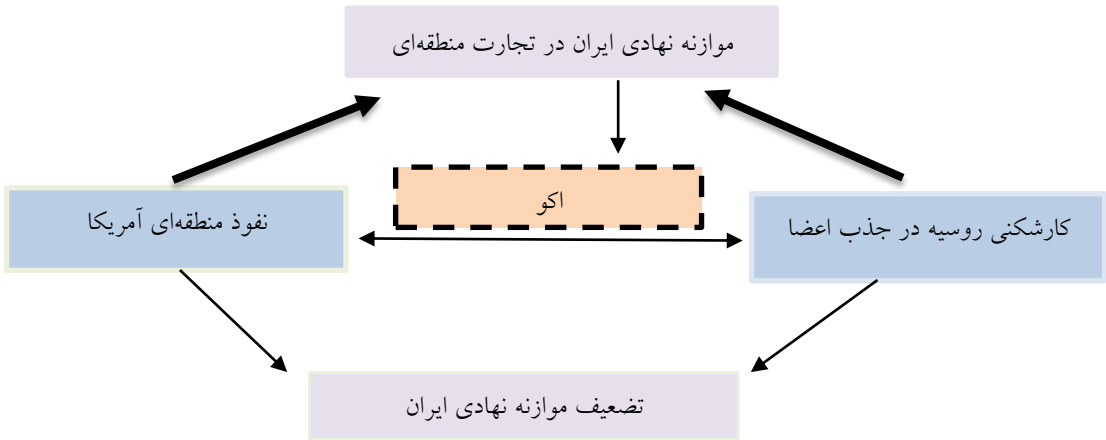 موازنه نهادی ایران در تجارت منطقه‌ای
اکو
کارشکنی روسیه در جذب اعضا
نفوذ منطقه‌ای آمریکا
تضعیف موازنه نهادی ایران